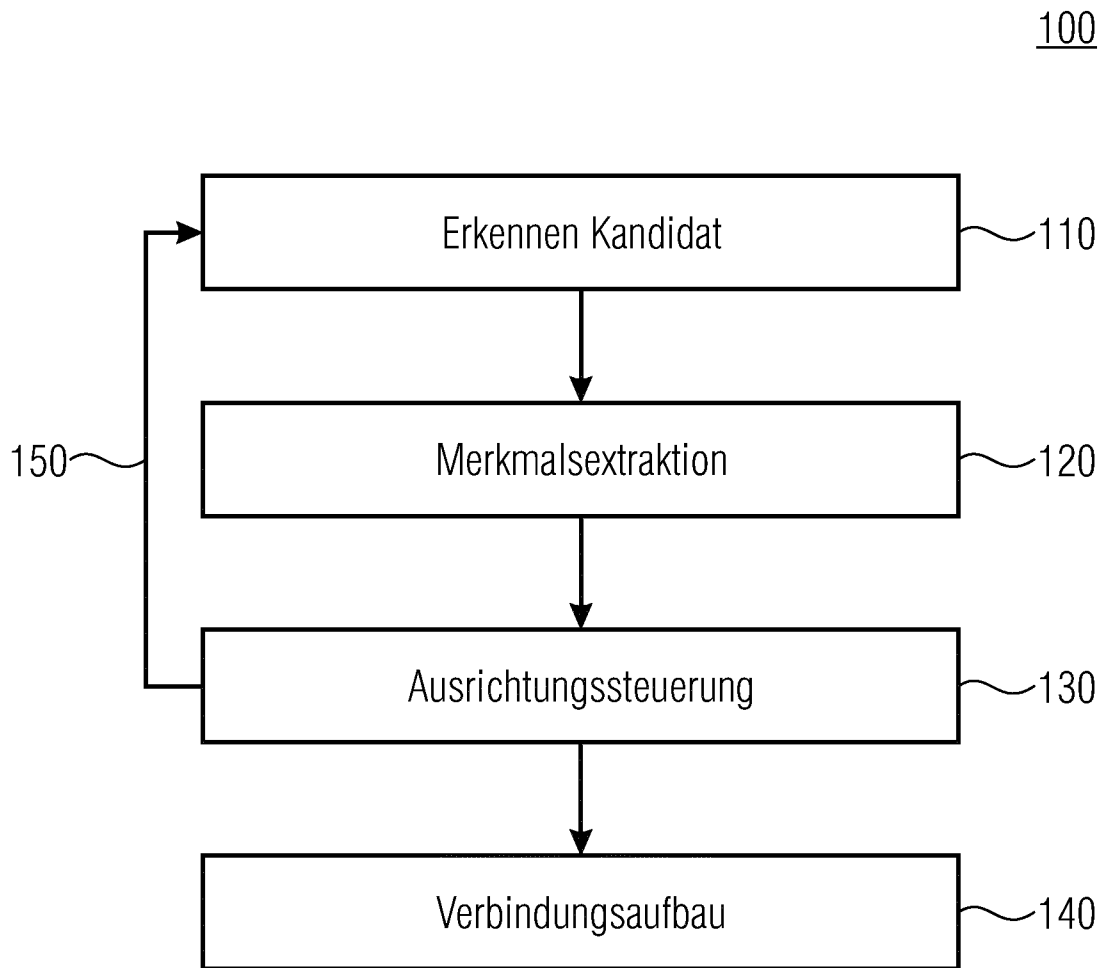 100
Erkennen Kandidat
110
150
Merkmalsextraktion
120
Ausrichtungssteuerung
130
Verbindungsaufbau
140